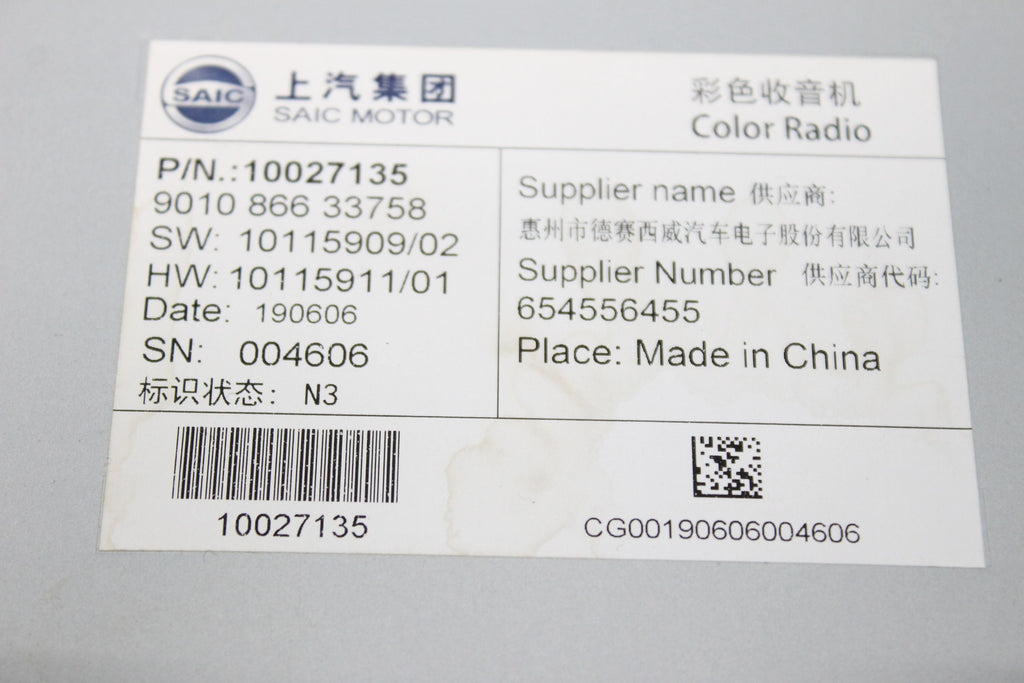 SAIC
上汽集团
SAIC MOTOR
彩色收音机
Color Radio
P/N.:10027135
9010 866 33758
SW: 10115909/02
HW: 10115911/01
Date: 190606
SN: 004606
标识状态: N3
Supplier name 供应商:
惠州市德赛西威汽车电子股份有限公司
Supplier Number 供应商代码:
654556455
Place: Made in China
10027135
CG00190606004606